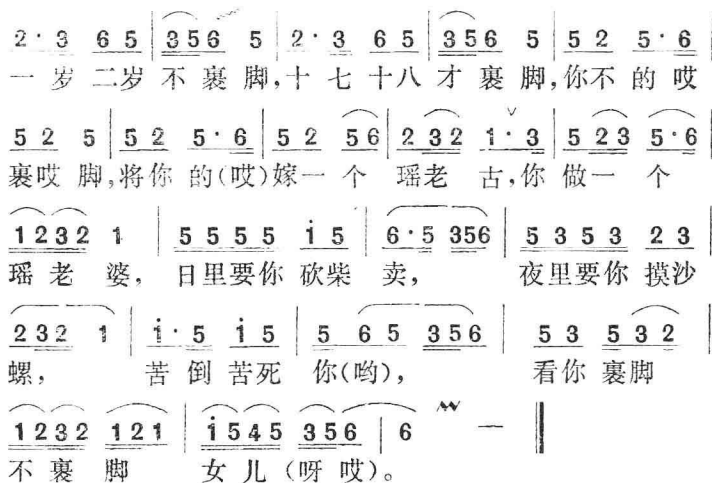 2·3 65 | 356 5 | 2·3 65 | 356 5 | 52 5·6 |
一岁 二岁 不裹脚,十七十八才裹脚,你不的哎
52 5 | 52 5·6 | 52 56 | 232 1·3 | 523 5·6 |
裹哎 脚,将你 的(哎)嫁一 个 瑶老 古,你 做一 个
1232 1 | 5555 i5 | 6·5 356 | 5353 23 |
瑶 老 婆, 日里要你 砍柴 卖, 夜里要你 摸沙
232 1 | i·5 i5 | 5 65 356 | 53 532 |
螺, 苦 倒 苦死 你(哟), 看你 裹脚
1232 121 | i545 356 | 6 — ‖
不 裹 脚 女 儿 (呀 哎)。